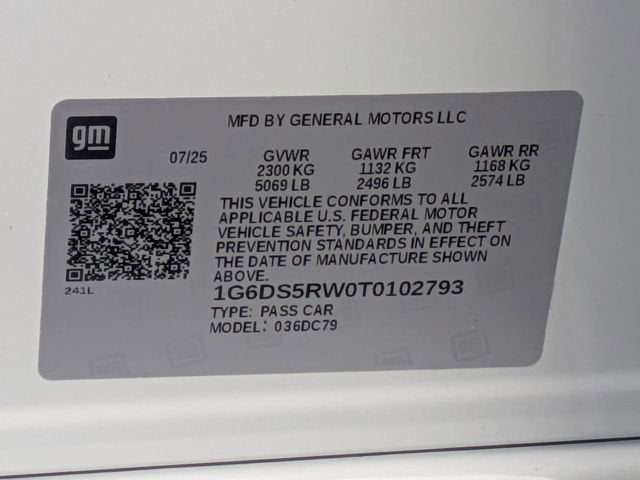 gm
MFD BY GENERAL MOTORS LLC
07/25 GVWR GAWR FRT GAWR RR
2300 KG 1132 KG 1168 KG
5069 LB 2496 LB 2574 LB
THIS VEHICLE CONFORMS TO ALL
APPLICABLE U.S. FEDERAL MOTOR
VEHICLE SAFETY, BUMPER, AND THEFT
PREVENTION STANDARDS IN EFFECT ON
THE DATE OF MANUFACTURE SHOWN
ABOVE.
241L
1G6DS5RW0T0102793
TYPE: PASS CAR
MODEL: 036DC79